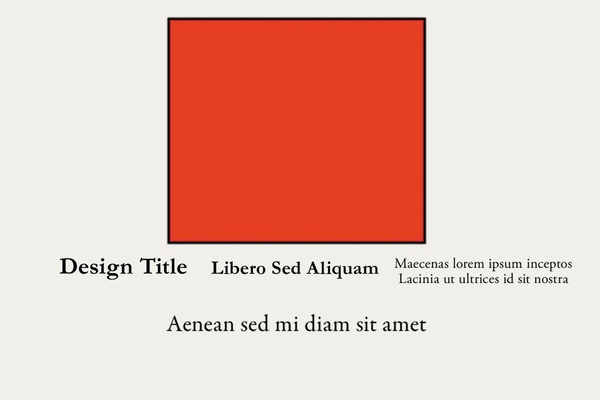 Design Title
Libero Sed Aliquam
Maecenas lorem ipsum inceptos
Lacinia ut ultrices id sit nostra
Aenean sed mi diam sit amet